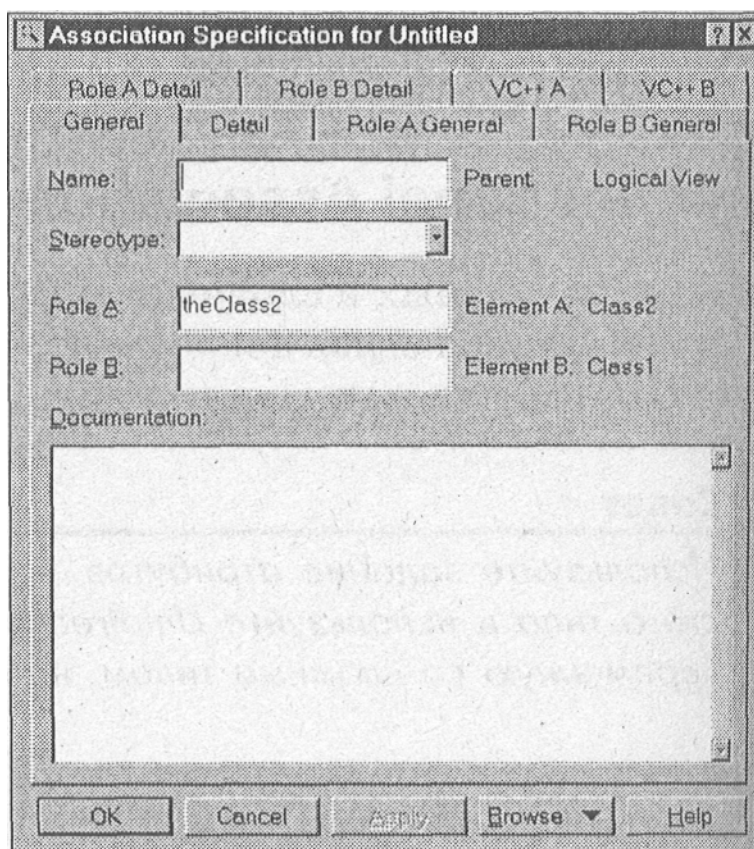 Association Specification for Untitled
Role A Detail Role B Detail VC++ A VC++ B
General Detail Role A General Role B General
Name: Parent: Logical View
Stereotype:
Role A: theClass2 Element A: Class2
Role B: Element B: Class1
Documentation:
OK Cancel Apply Browse Help